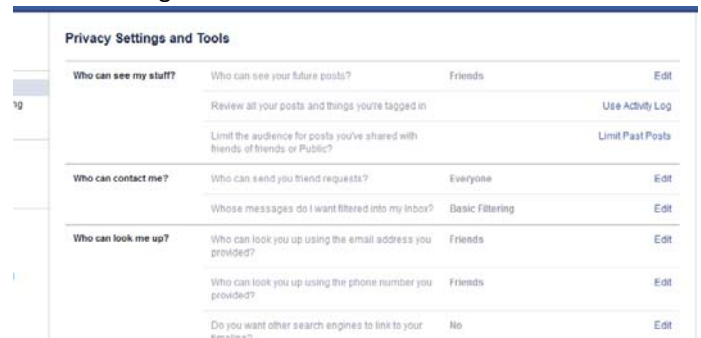 Privacy Settings and Tools
Who can see my stuff? Who can see your future posts? Friends Edit
ng
Review all your posts and things you're tagged in Use Activity Log
Limit the audience for posts you've shared with Limit Past Posts
friends of friends or Public?
Who can contact me? Who can send you friend requests? Everyone Edit
Whose messages do I want filtered into my Inbox? Basic Filtering Edit
Who can look me up? Who can look you up using the email address you Friends Edit
provided?
Who can look you up using the phone number you Friends Edit
provided?
Do you want other search engines to link to your No Edit
timeline?